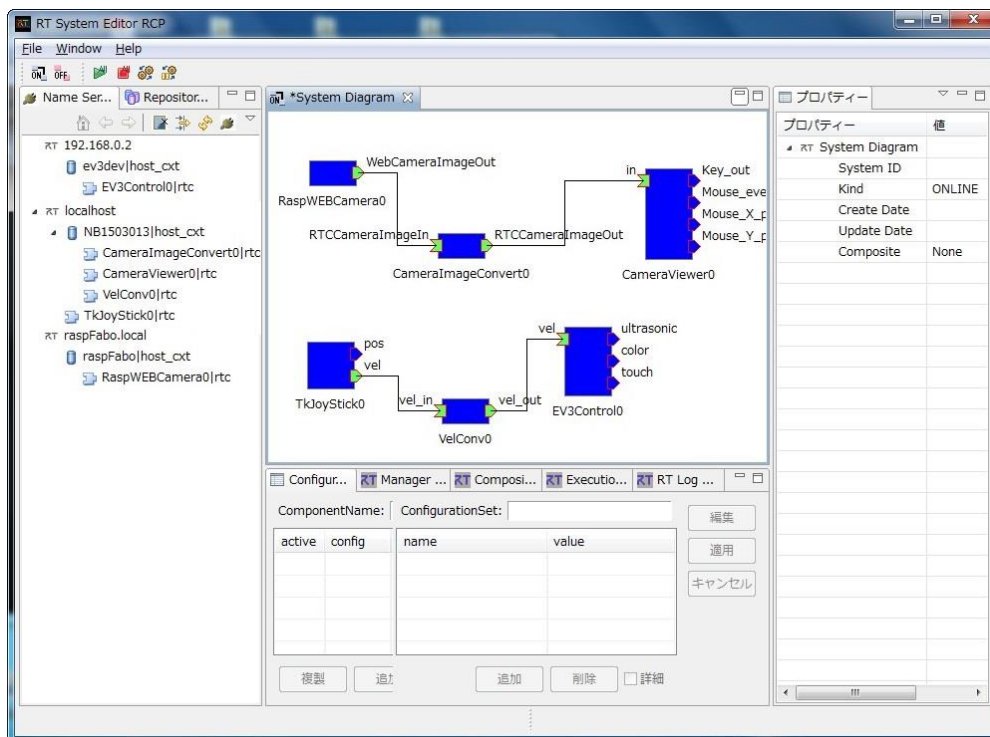 RT System Editor RCP
File Window Help
ON OFF
Name Ser... Repositor...
192.168.0.2
ev3dev|host_cxt
EV3Control0|rtc
localhost
NB1503013|host_cxt
CameraImageConvert0|rtc
CameraViewer0|rtc
VelConv0|rtc
TkJoyStick0|rtc
raspFabo.local
raspFabo|host_cxt
RaspWEBCamera0|rtc
*System Diagram
WebCameraImageOut
RaspWEBCamera0
RTCCameraImageIn
RTCCameraImageOut
CameraImageConvert0
in
Key_out
Mouse_eve
Mouse_X_p
Mouse_Y_p
CameraViewer0
pos
vel
TkJoyStick0
vel_in
vel_out
VelConv0
vel
ultrasonic
color
touch
EV3Control0
Configur... Manager ... Composi... Executio... RT Log ...
ComponentName: ConfigurationSet:
active config name value
編集
適用
キャンセル
複製 追加 削除 詳細
プロパティー
プロパティー 値
System Diagram
System ID
Kind ONLINE
Create Date
Update Date
Composite None